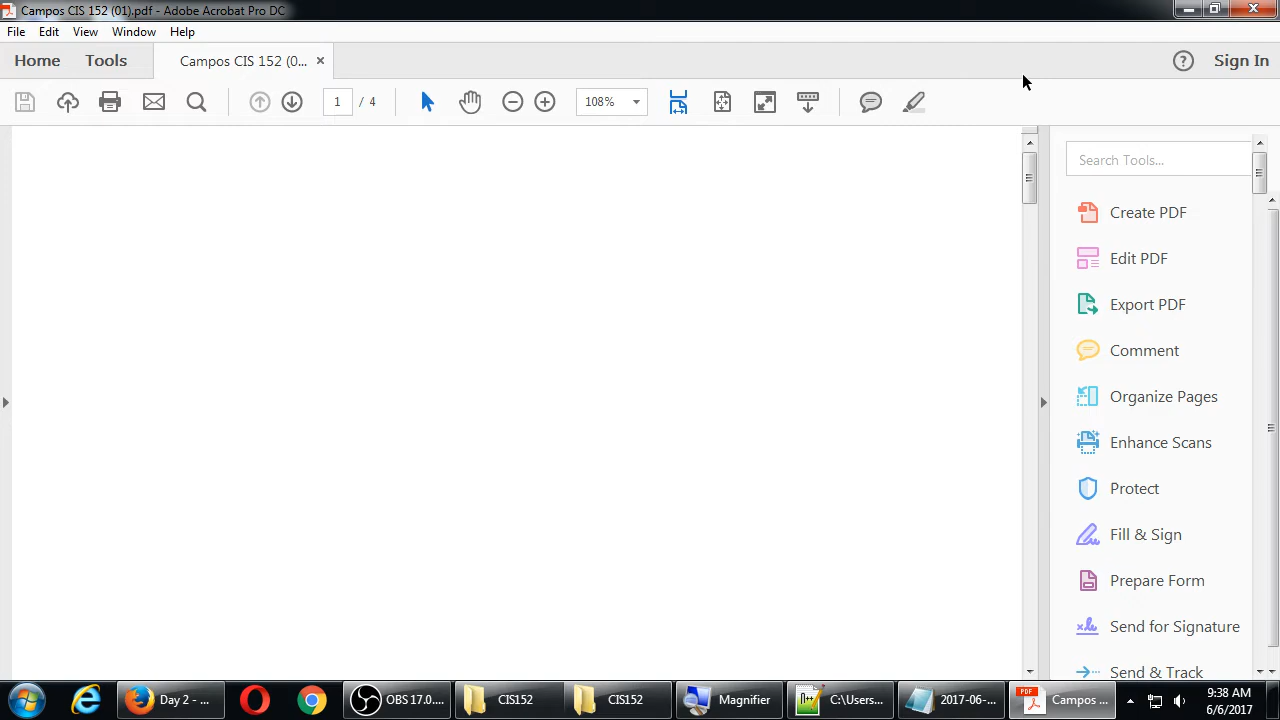 Campos CIS 152 (01).pdf - Adobe Acrobat Pro DC
File Edit View Window Help
Home Tools Campos CIS 152 (0... × ? Sign In
1 / 4 108%
Search Tools...
Create PDF
Edit PDF
Export PDF
Comment
Organize Pages
Enhance Scans
Protect
Fill & Sign
Prepare Form
Send for Signature
Send & Track
Day 2 - ... OBS 17.0.... CIS152 CIS152 Magnifier C:\Users... 2017-06-... PDF Campos ... 9:38 AM
6/6/2017